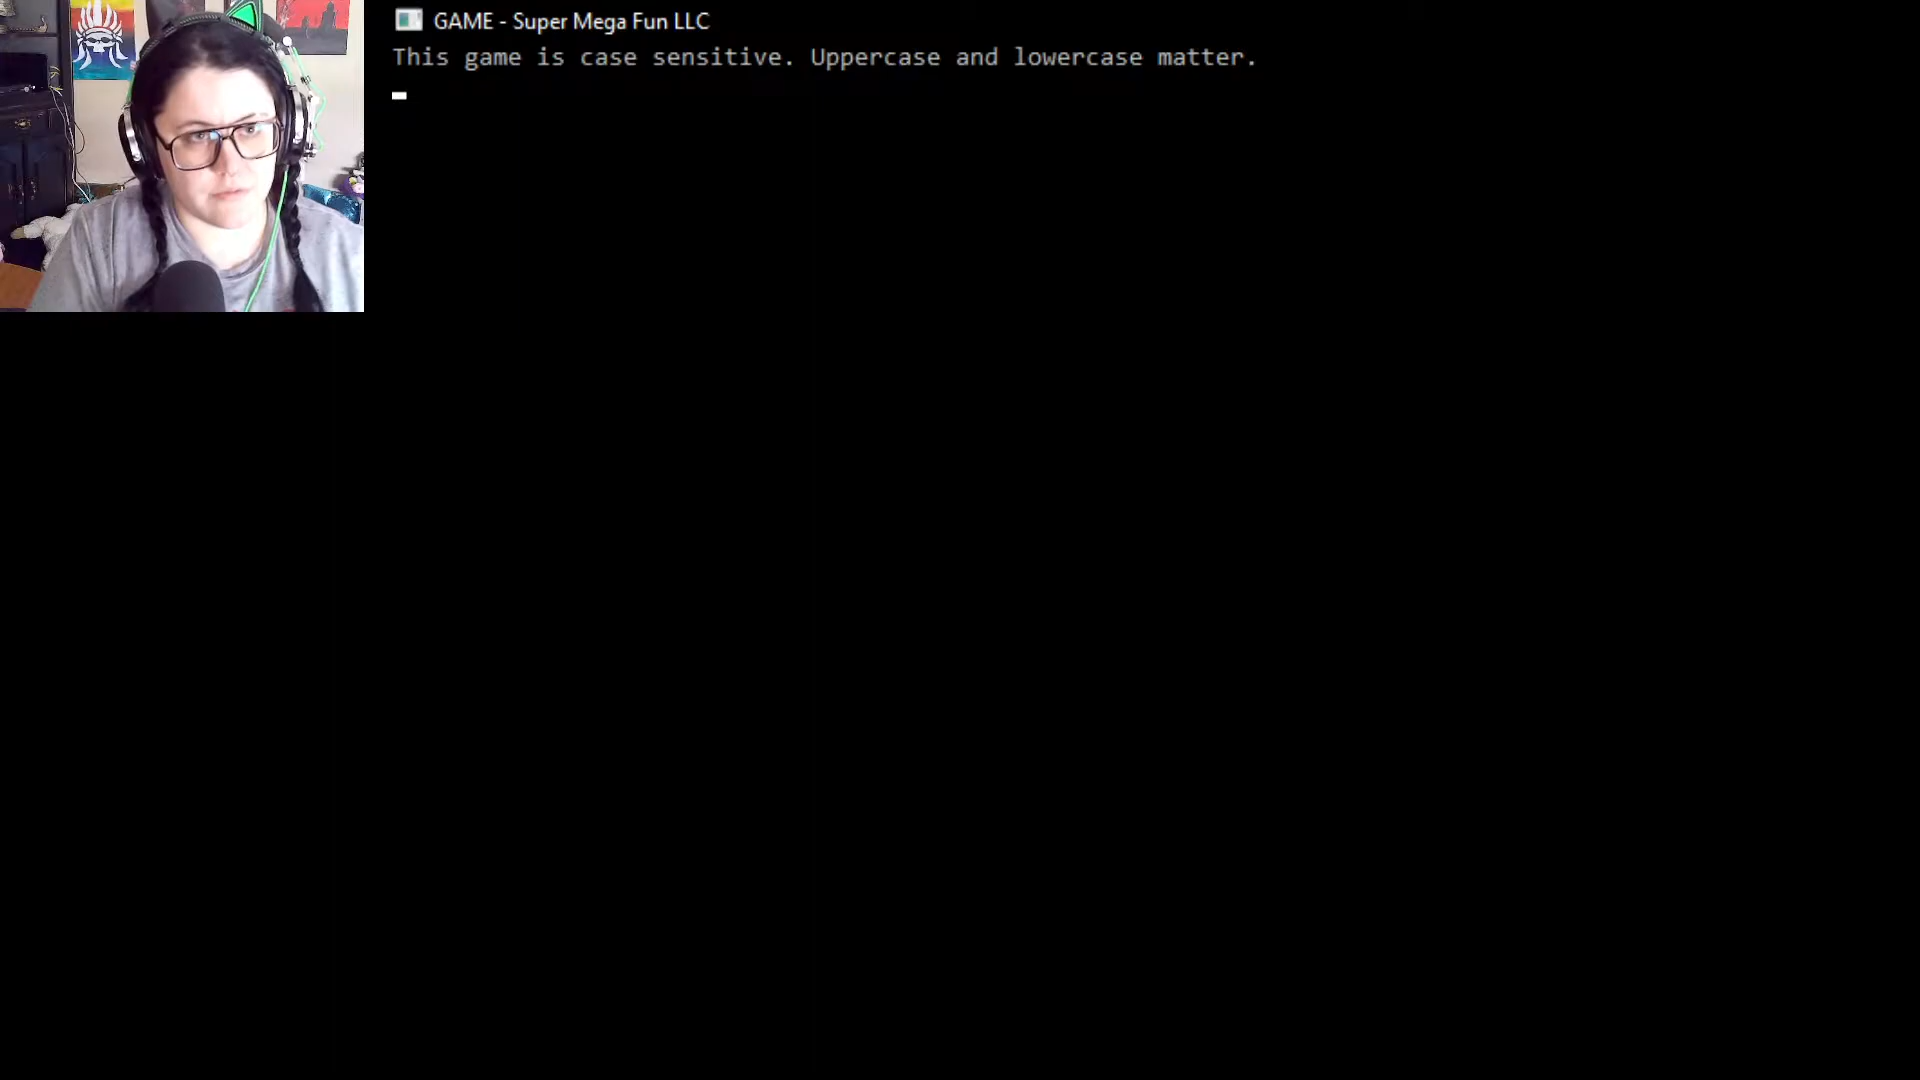 GAME - Super Mega Fun LLC
This game is case sensitive. Uppercase and lowercase matter.